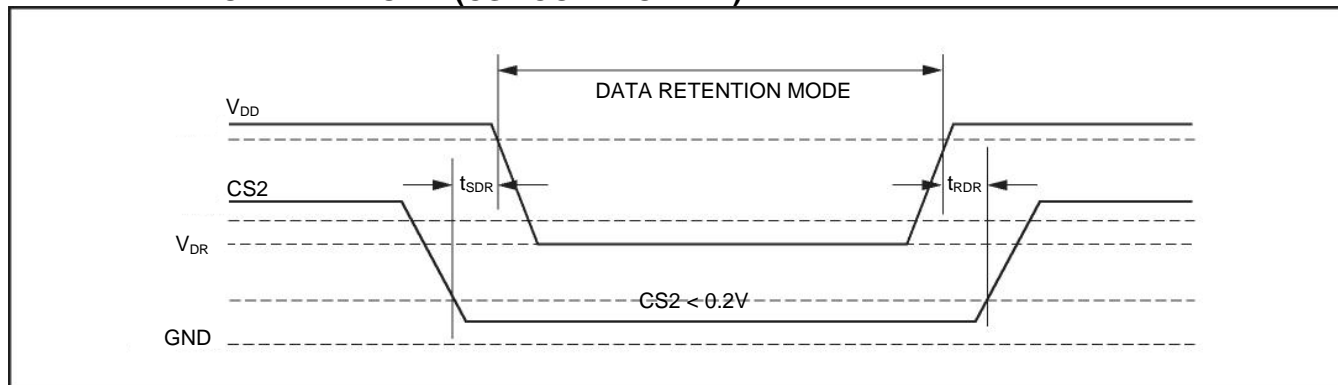 DATA RETENTION MODE
VDD
tSDR
tRDR
CS2
VDR
CS2 < 0.2V
GND